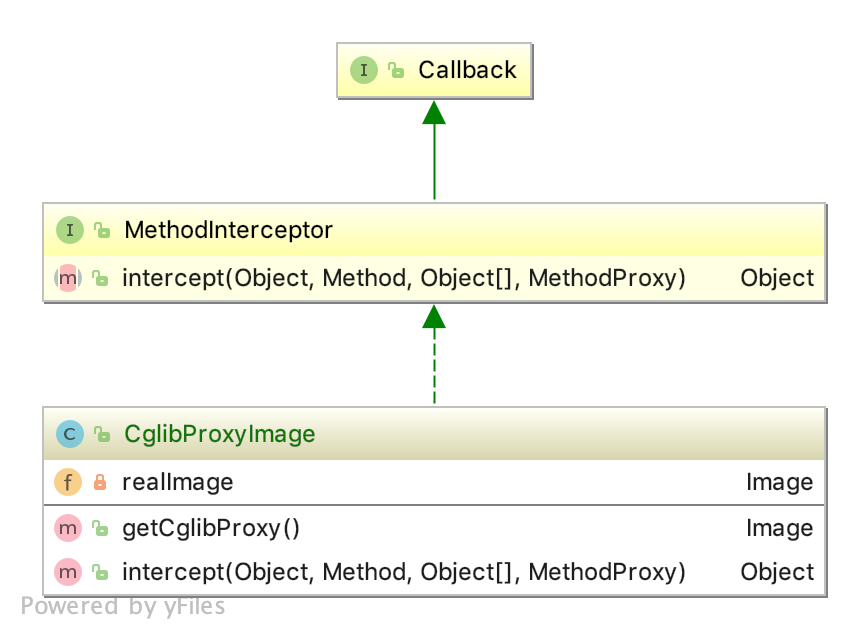 I Callback
I MethodInterceptor
m intercept(Object, Method, Object[], MethodProxy) Object
C CglibProxyImage
f realImage Image
m getCglibProxy() Image
m intercept(Object, Method, Object[], MethodProxy) Object
Powered by yFiles